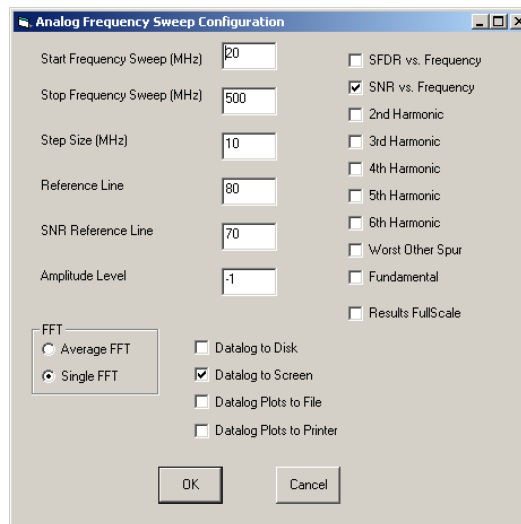 Analog Frequency Sweep Configuration
Start Frequency Sweep (MHz) 20
Stop Frequency Sweep (MHz) 500
Step Size (MHz) 10
Reference Line 80
SNR Reference Line 70
Amplitude Level -1
SFDR vs. Frequency
SNR vs. Frequency
2nd Harmonic
3rd Harmonic
4th Harmonic
5th Harmonic
6th Harmonic
Worst Other Spur
Fundamental
Results FullScale
FFT
Average FFT
Single FFT
Datalog to Disk
Datalog to Screen
Datalog Plots to File
Datalog Plots to Printer
OK
Cancel